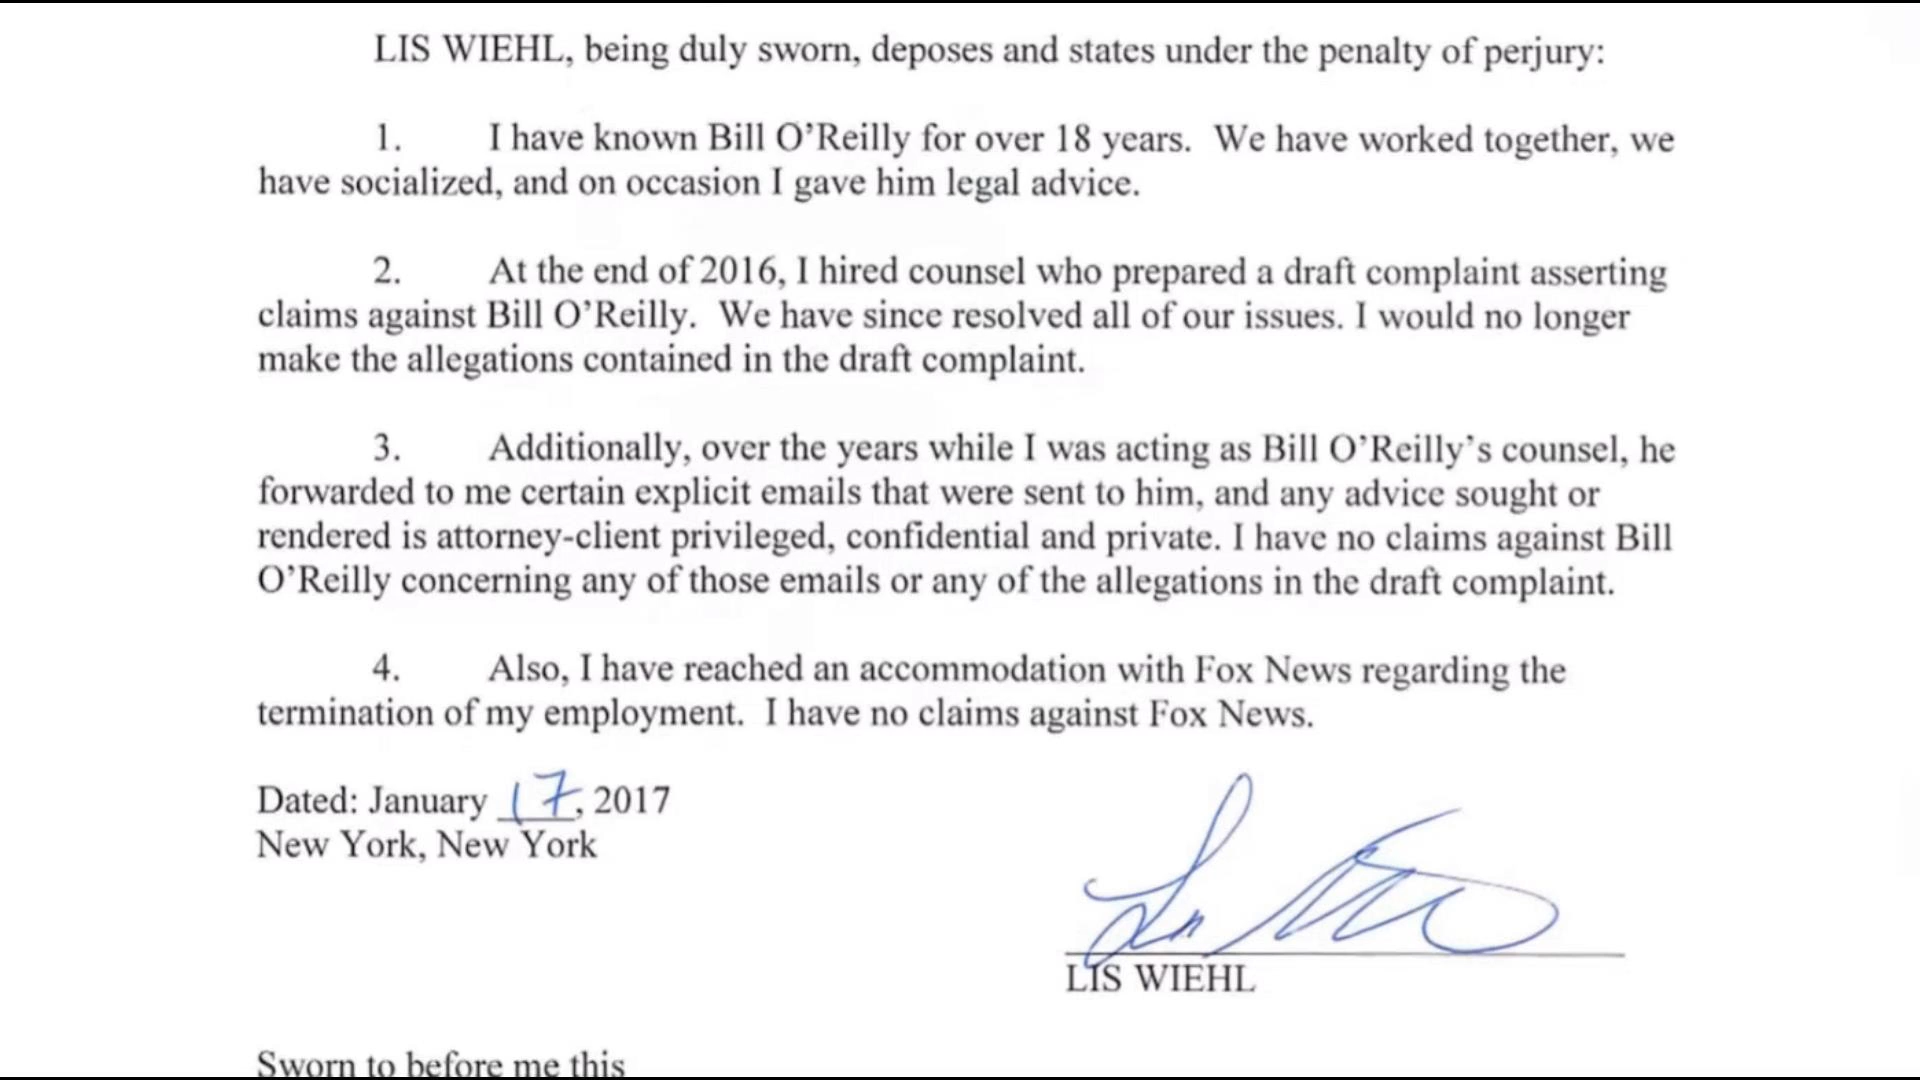 LIS WIEHL, being duly sworn, deposes and states under the penalty of perjury:
1. I have known Bill O’Reilly for over 18 years. We have worked together, we
have socialized, and on occasion I gave him legal advice.
2. At the end of 2016, I hired counsel who prepared a draft complaint asserting
claims against Bill O’Reilly. We have since resolved all of our issues. I would no longer
make the allegations contained in the draft complaint.
3. Additionally, over the years while I was acting as Bill O’Reilly’s counsel, he
forwarded to me certain explicit emails that were sent to him, and any advice sought or
rendered is attorney-client privileged, confidential and private. I have no claims against Bill
O’Reilly concerning any of those emails or any of the allegations in the draft complaint.
4. Also, I have reached an accommodation with Fox News regarding the
termination of my employment. I have no claims against Fox News.
Dated: January 17, 2017
New York, New York
LIS WIEHL
Sworn to before me this